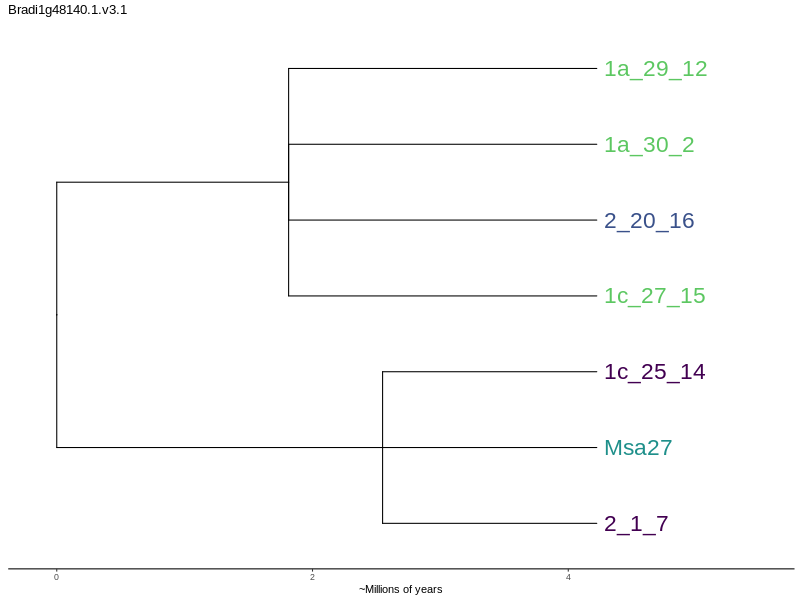 Bradi1g48140.1.v3.1
1a_29_12
1a_30_2
2_20_16
1c_27_15
1c_25_14
Msa27
2_1_7
0 2 4
~Millions of years